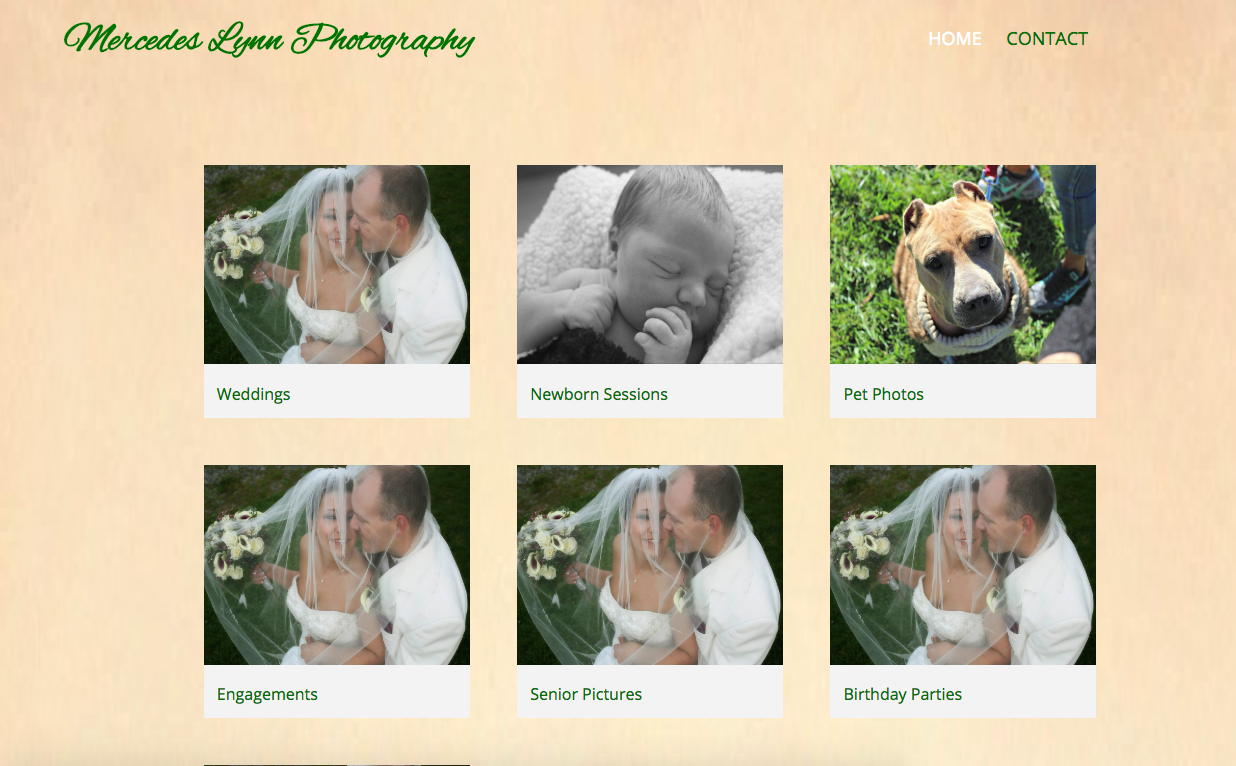 Mercedes Lynn Photography
HOME CONTACT
Weddings
Newborn Sessions
Pet Photos
Engagements
Senior Pictures
Birthday Parties